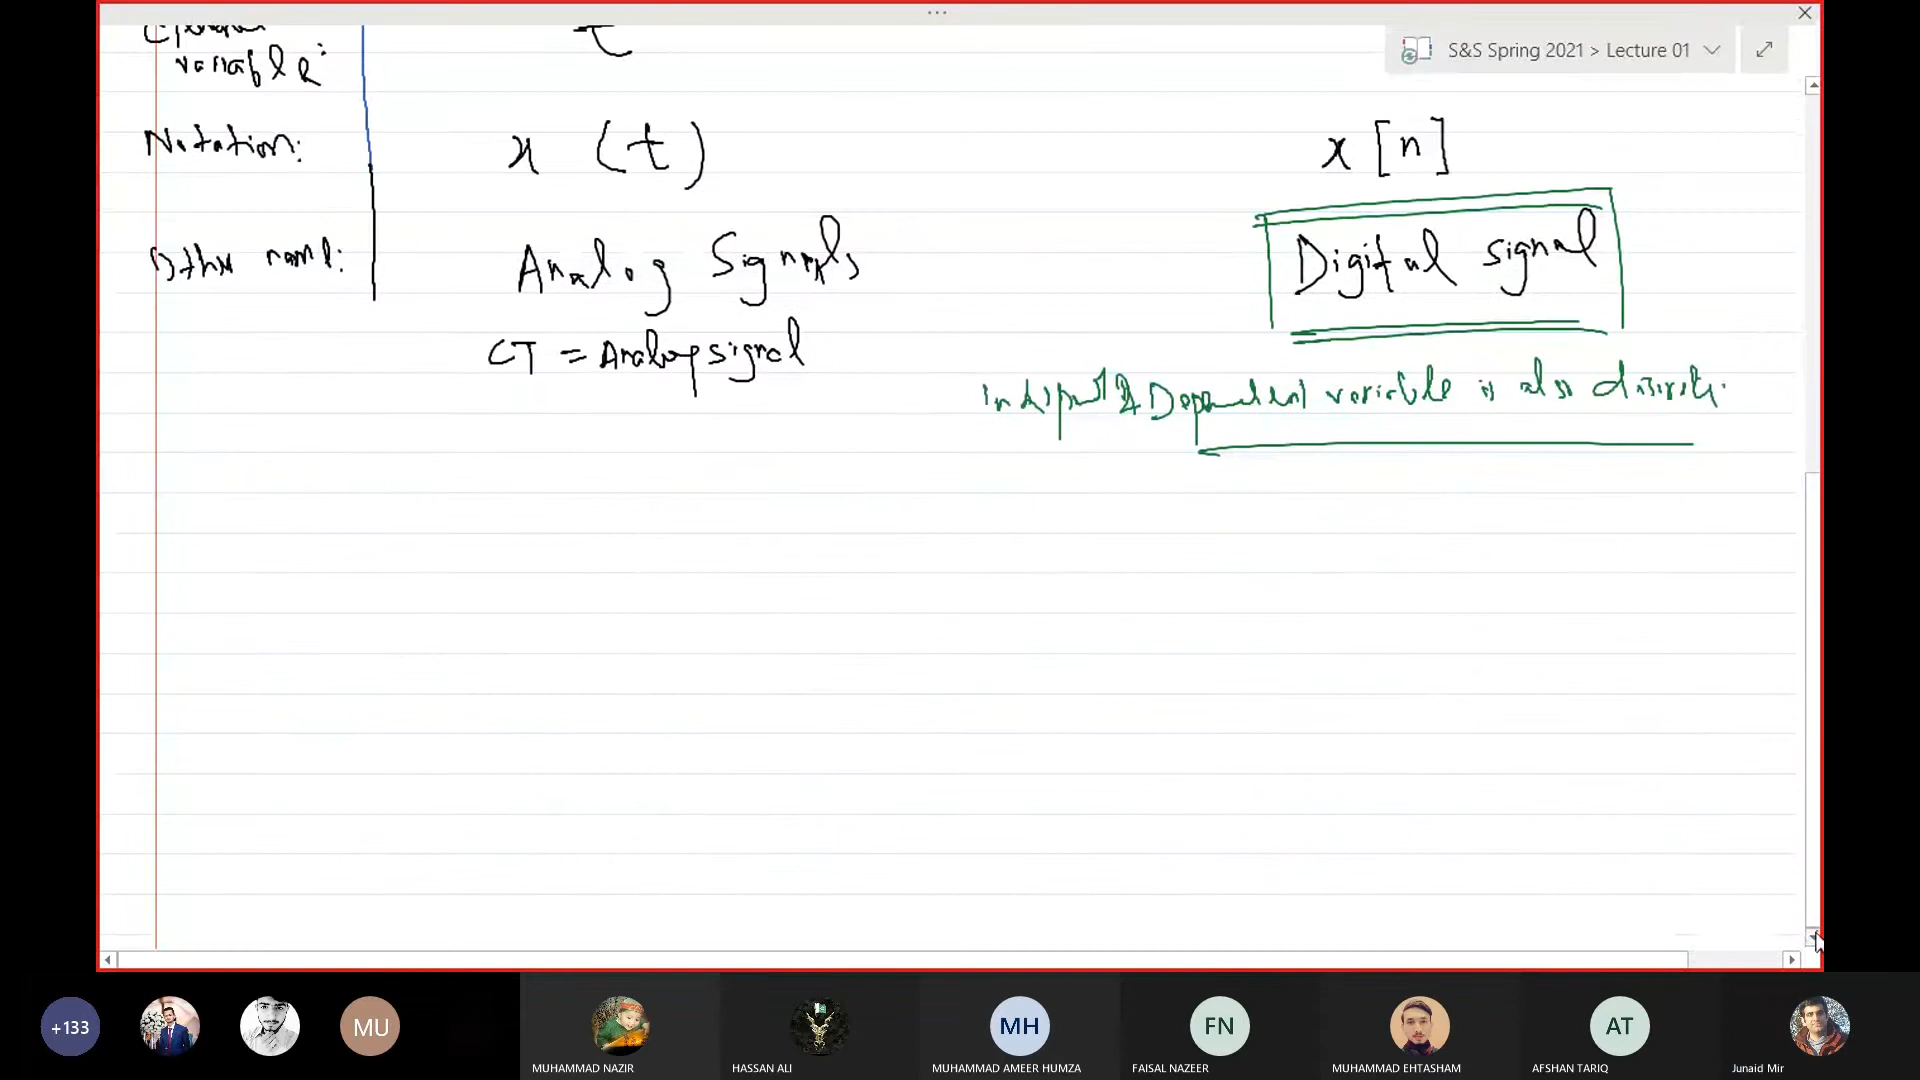 S&S Spring 2021 > Lecture 01
variable:
t
Notation: x (t) x [n]
Other name: Analog Signals Digital signal
CT = Analog signal
Independent & Dependent variable is also discrete.
+133
MU
MH
FN
AT
MUHAMMAD NAZIR
HASSAN ALI
MUHAMMAD AMEER HUMZA
FAISAL NAZEER
MUHAMMAD EHTASHAM
AFSHAN TARIQ
Junaid Mir